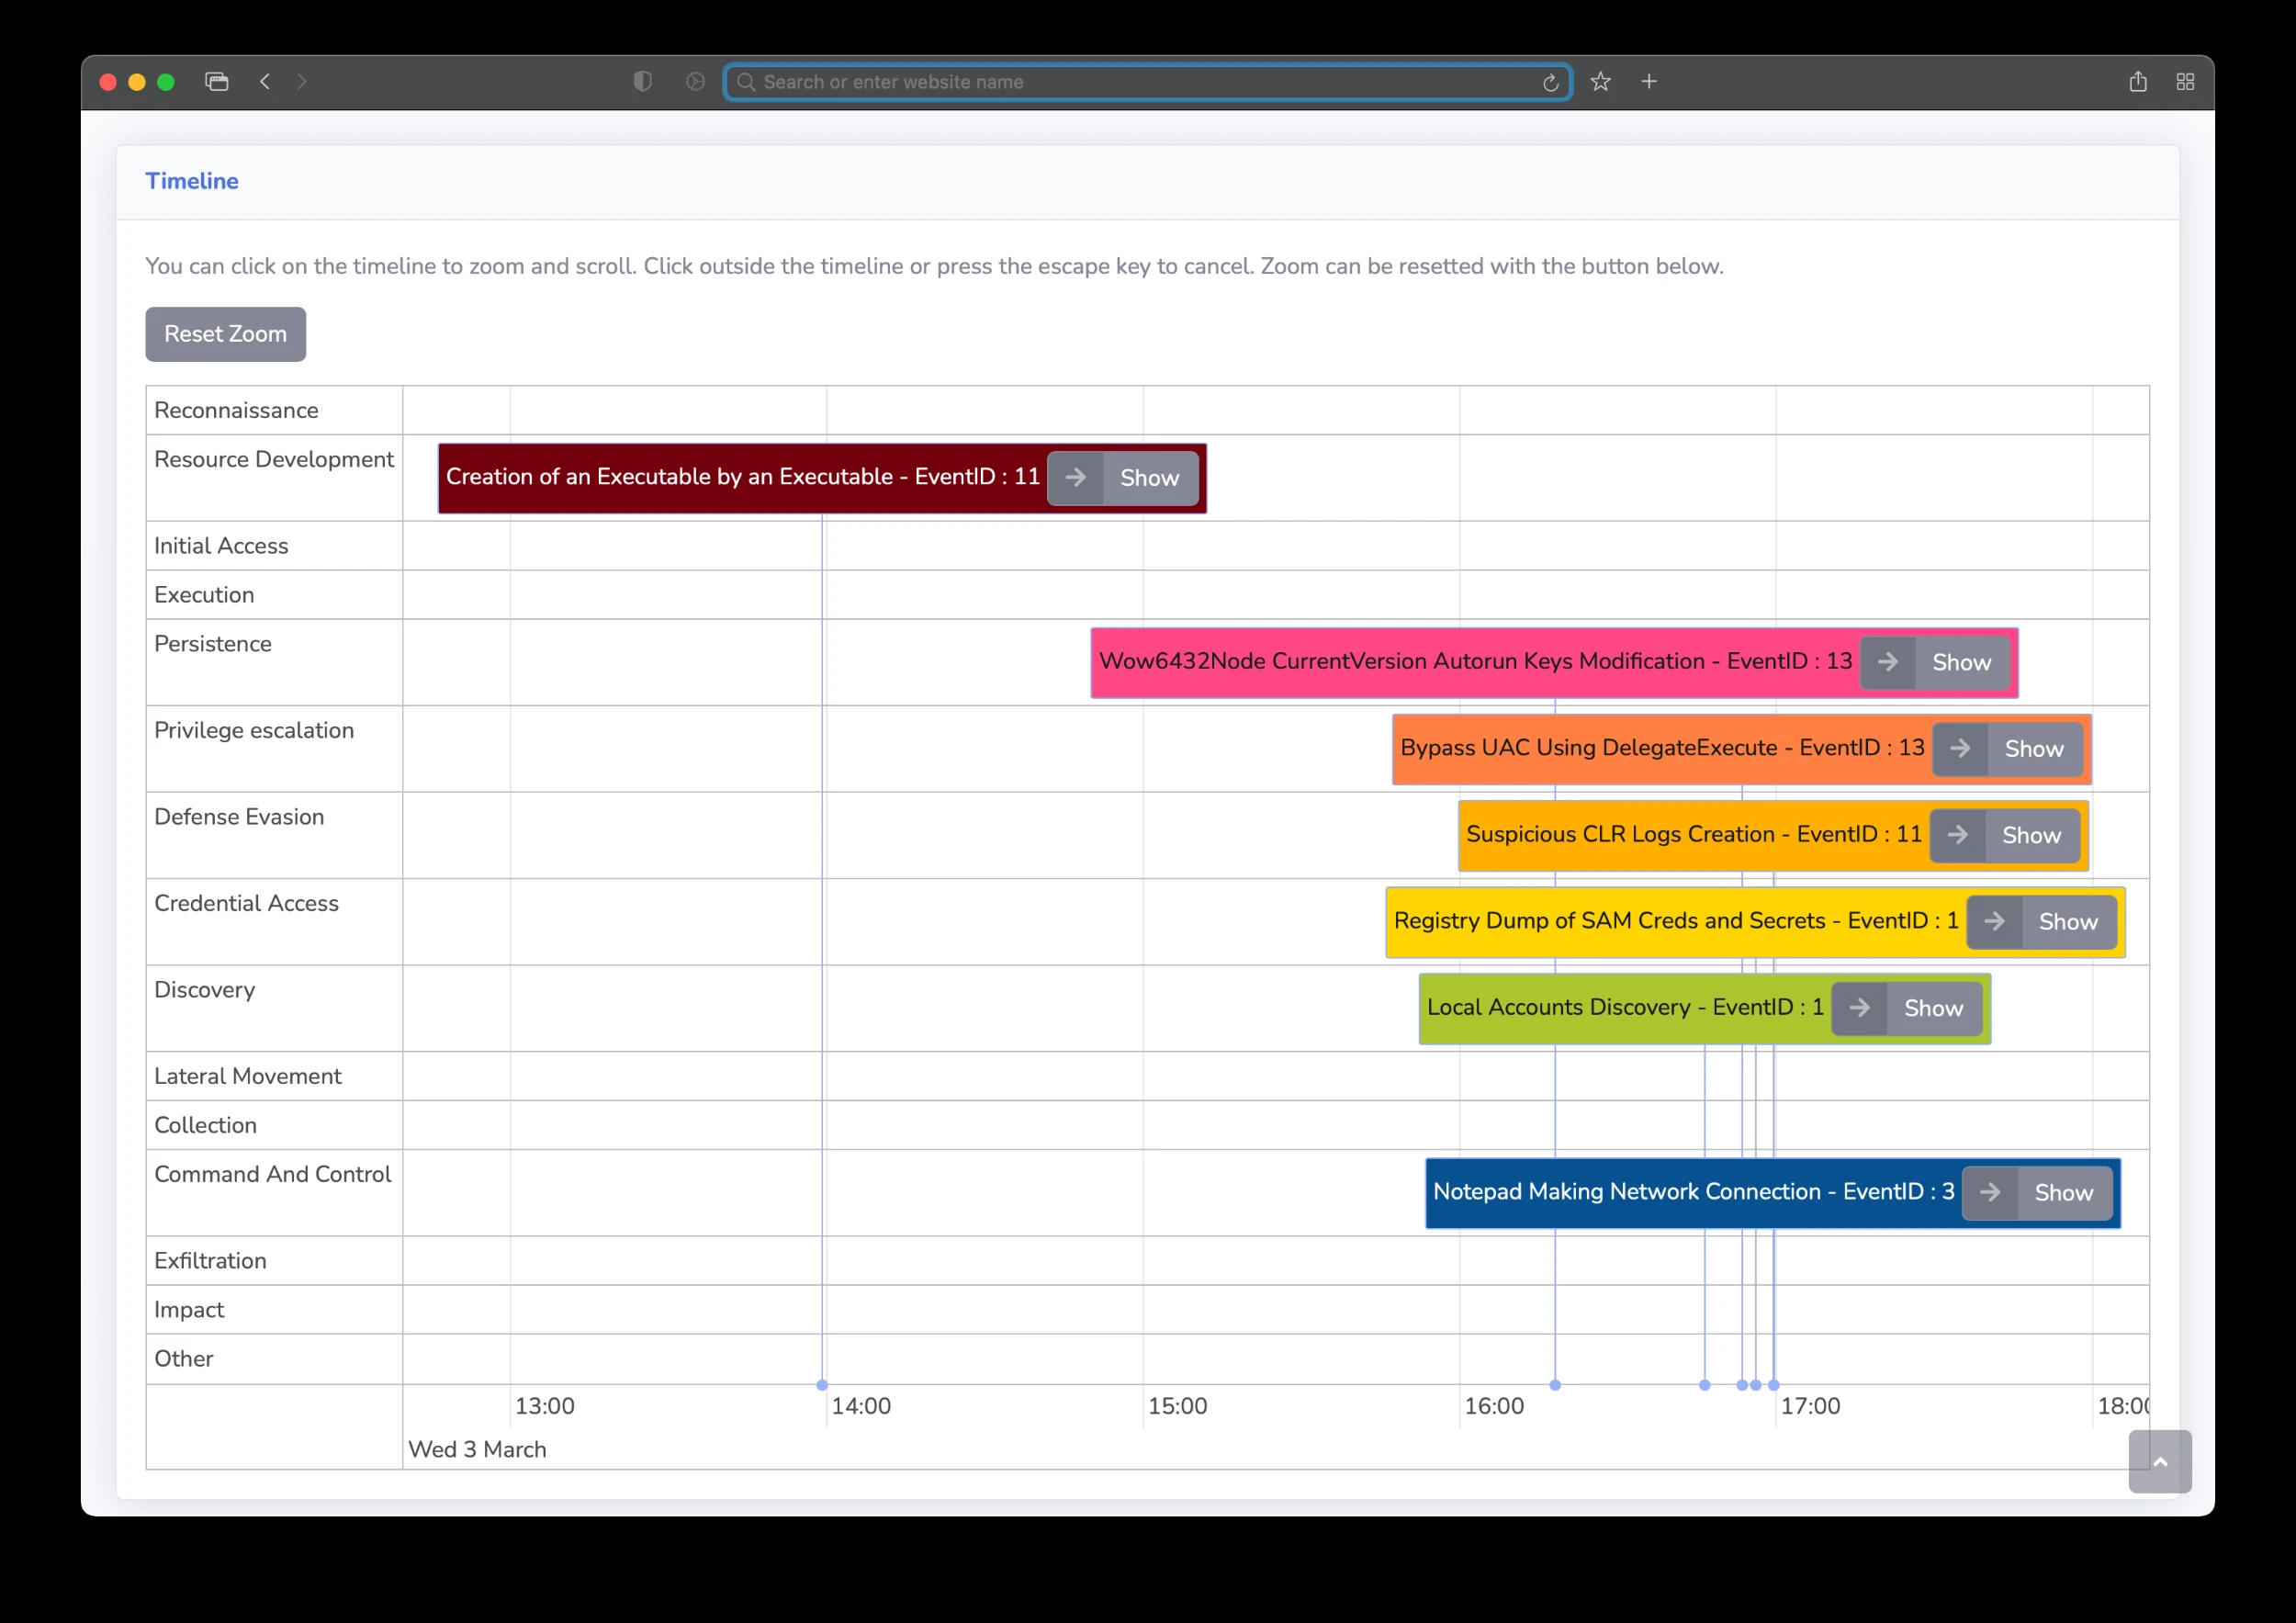 Search or enter website name
Timeline
You can click on the timeline to zoom and scroll. Click outside the timeline or press the escape key to cancel. Zoom can be resetted with the button below.
Reset Zoom
Reconnaissance
Resource Development
Creation of an Executable by an Executable - EventID : 11 Show
Initial Access
Execution
Persistence
Wow6432Node CurrentVersion Autorun Keys Modification - EventID : 13 Show
Privilege escalation
Bypass UAC Using DelegateExecute - EventID : 13 Show
Defense Evasion
Suspicious CLR Logs Creation - EventID : 11 Show
Credential Access
Registry Dump of SAM Creds and Secrets - EventID : 1 Show
Discovery
Local Accounts Discovery - EventID : 1 Show
Lateral Movement
Collection
Command And Control
Notepad Making Network Connection - EventID : 3 Show
Exfiltration
Impact
Other
13:00 14:00 15:00 16:00 17:00 18:00
Wed 3 March